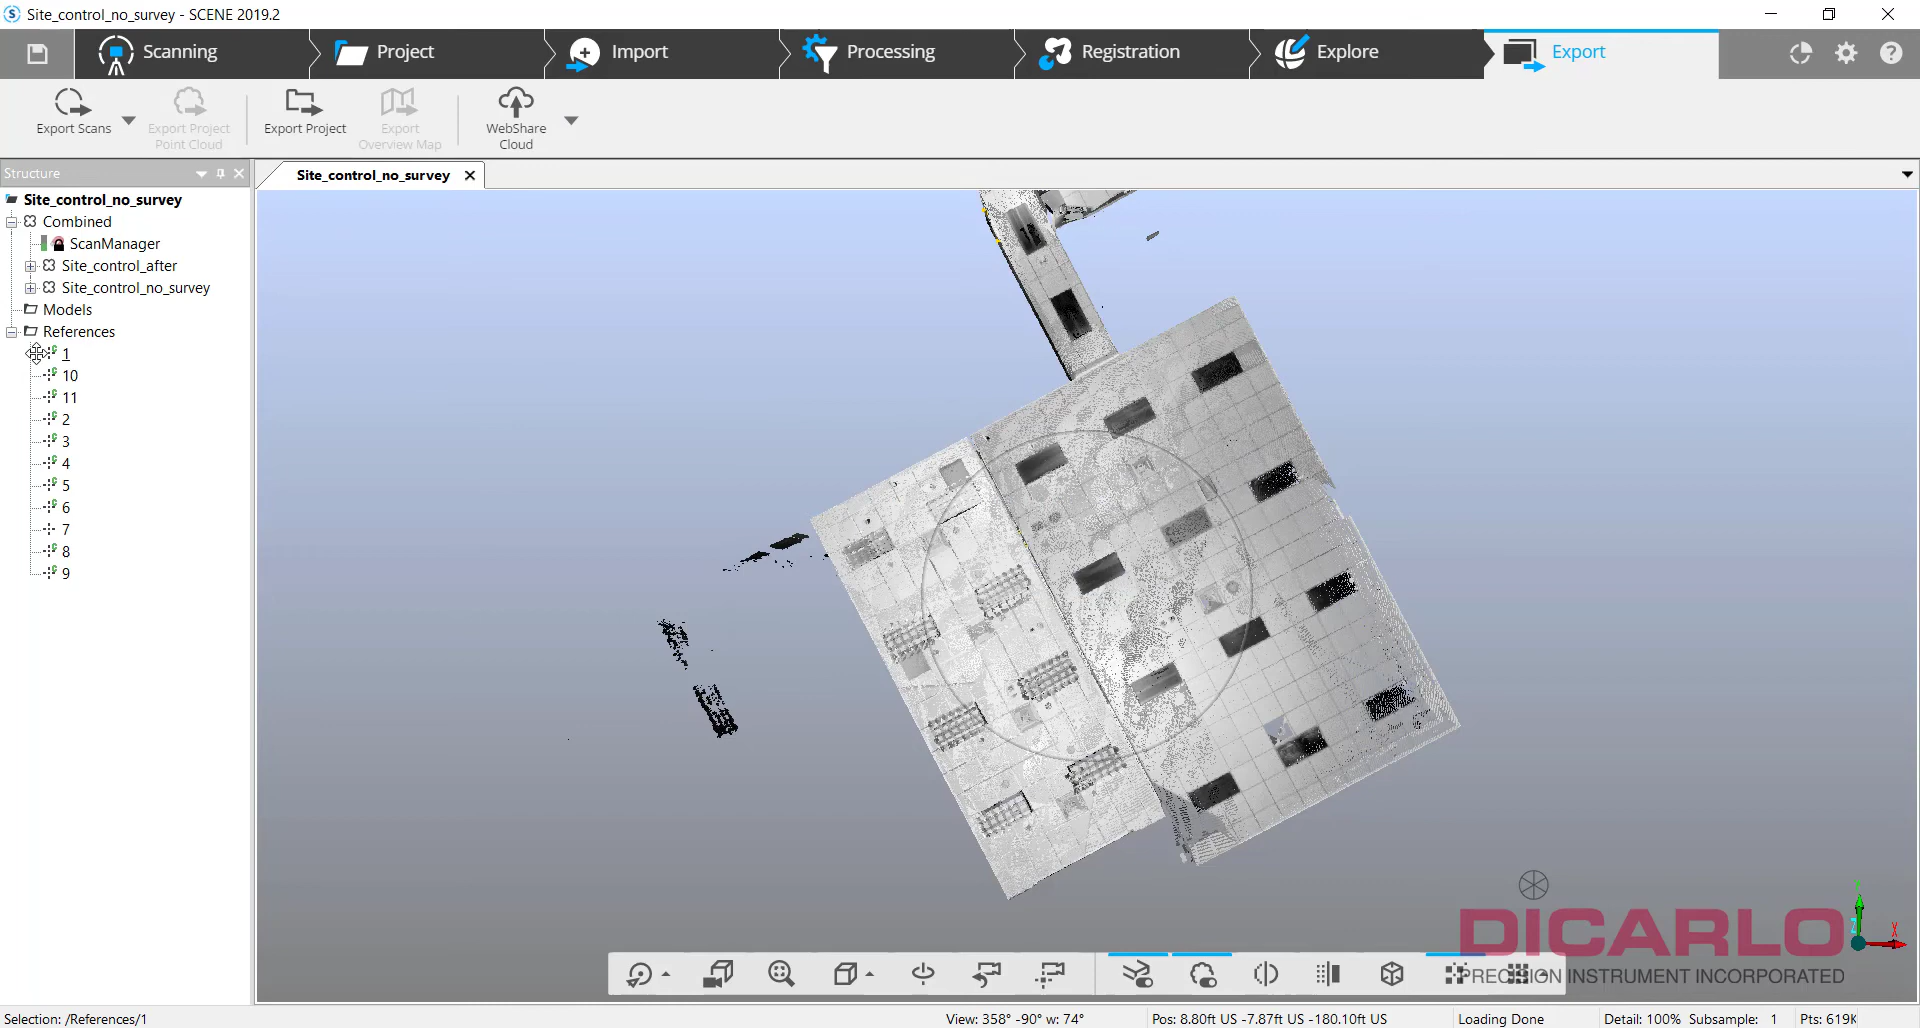 Site_control_no_survey - SCENE 2019.2
Scanning
Project
Import
Processing
Registration
Explore
Export
Export Scans
Export Project
Point Cloud
Export Project
Export
Overview Map
WebShare
Cloud
Structure
Site_control_no_survey
Site_control_no_survey
Combined
ScanManager
Site_control_after
Site_control_no_survey
Models
References
1
10
11
2
3
4
5
6
7
8
9
DICARLO
PRECISION INSTRUMENT INCORPORATED
Y
Z
X
Selection: /References/1
View: 358° -90° w: 74°
Pos: 8.80ft US -7.87ft US -180.10ft US
Loading Done
Detail: 100%
Subsample: 1
Pts: 619K